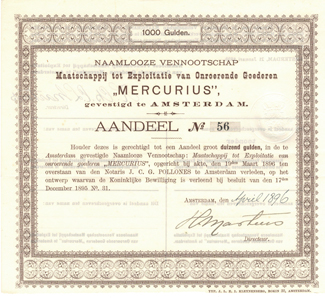 1000 Gulden.
NAAMLOOZE VENNOOTSCHAP
Maatschappij tot Exploitatie van Onroerende Goederen
„MERCURIUS",
gevestigd te AMSTERDAM.
AANDEEL № 56
Houder dezes is gerechtigd tot een Aandeel groot duizend gulden, in de te
Amsterdam gevestigde Naamlooze Vennootschap: Maatschappij tot Exploitatie van
onroerende goederen „MERCURIUS", opgericht bij akte, den Maart 1896 ten
overstaan van den Notaris J. C. G. POLLONES te Amsterdam verleden, op het
ontwerp waarvan de Koninklijke Bewilliging is verleend bij besluit van den
December 1895 No. 31.
AMSTERDAM, den April 1896
Directeur.